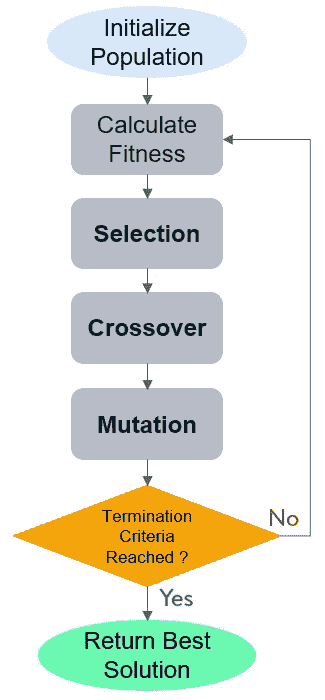 Initialize
Population
Calculate
Fitness
Selection
Crossover
Mutation
Termination
Criteria
Reached ?
No
Yes
Return Best
Solution